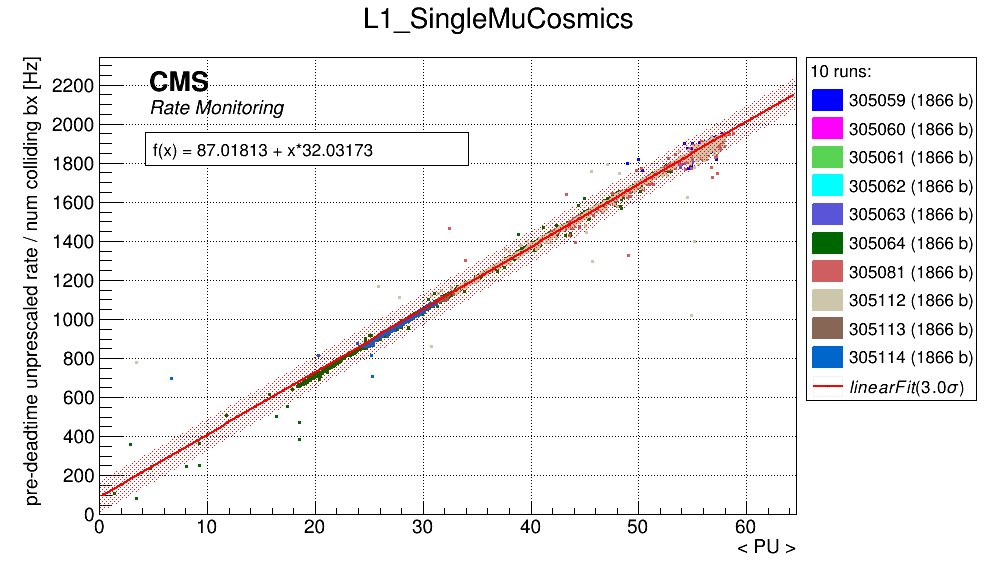 L1_SingleMuCosmics
pre-deadtime unprescaled rate / num colliding bx [Hz]
CMS
Rate Monitoring
f(x) = 87.01813 + x*32.03173
2200
2000
1800
1600
1400
1200
1000
800
600
400
200
0
0 10 20 30 40 50 60
< PU >
10 runs:
305059 (1866 b)
305060 (1866 b)
305061 (1866 b)
305062 (1866 b)
305063 (1866 b)
305064 (1866 b)
305081 (1866 b)
305112 (1866 b)
305113 (1866 b)
305114 (1866 b)
linearFit(3.0σ)